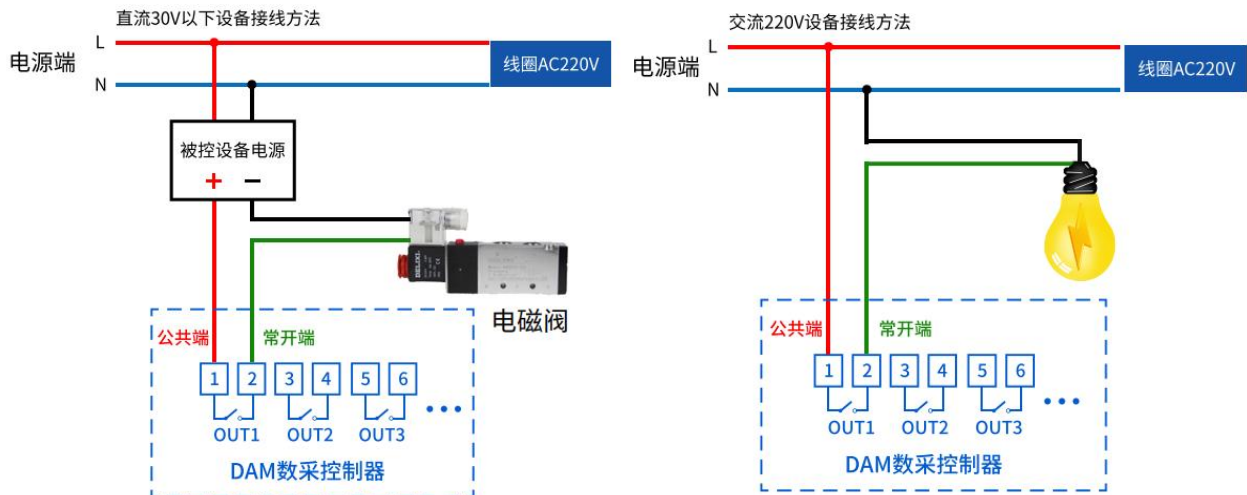 直流30V以下设备接线方法
电源端
L
N
线圈AC220V
被控设备电源
+ −
DELIXI
电磁阀
公共端
常开端
1 2 3 4 5 6
OUT1 OUT2 OUT3
DAM数采控制器
交流220V设备接线方法
电源端
L
N
线圈AC220V
公共端
常开端
1 2 3 4 5 6
OUT1 OUT2 OUT3
DAM数采控制器